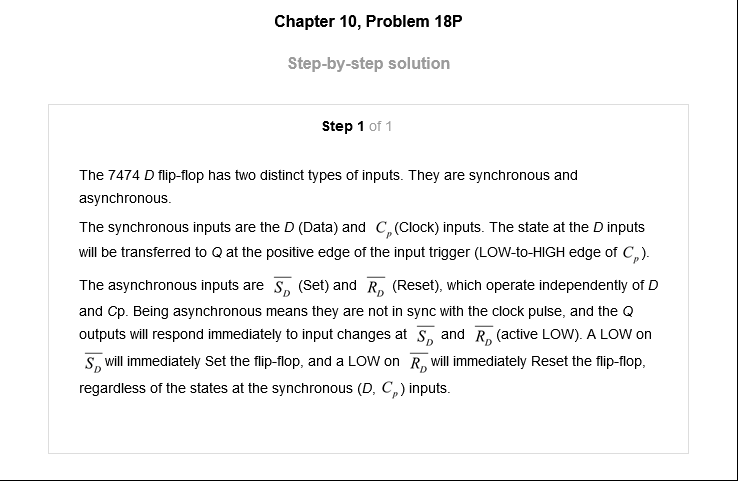 Chapter 10, Problem 18P
Step-by-step solution
Step 1 of 1
The 7474 D flip-flop has two distinct types of inputs. They are synchronous and
asynchronous.
The synchronous inputs are the D (Data) and C_p (Clock) inputs. The state at the D inputs
will be transferred to Q at the positive edge of the input trigger (LOW-to-HIGH edge of C_p).
The asynchronous inputs are \overline{S_D} (Set) and \overline{R_D} (Reset), which operate independently of D
and Cp. Being asynchronous means they are not in sync with the clock pulse, and the Q
outputs will respond immediately to input changes at \overline{S_D} and \overline{R_D} (active LOW). A LOW on
\overline{S_D} will immediately Set the flip-flop, and a LOW on \overline{R_D} will immediately Reset the flip-flop,
regardless of the states at the synchronous (D, C_p) inputs.